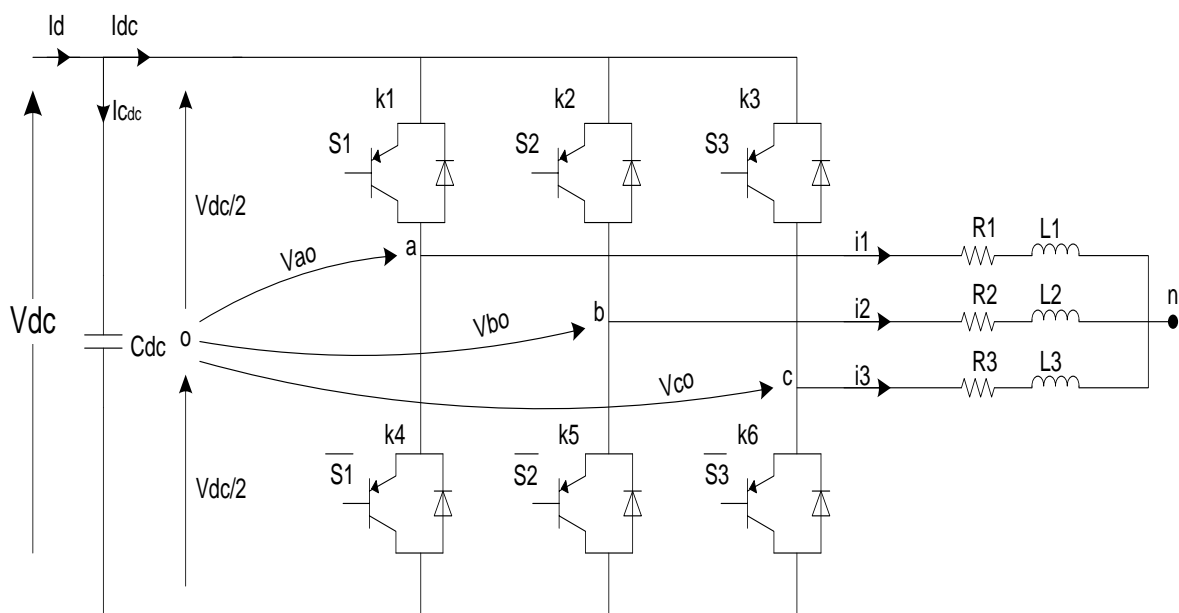 Id Idc
k1 k2 k3
Icdc
S1 S2 S3
Vdc/2
R1 L1
a i1
Vao
n
R2 L2
Vdc
b i2
Vbo
Cdc o
R3 L3
Vco c i3
k4 k5 k6
S1 S2 S3
Vdc/2